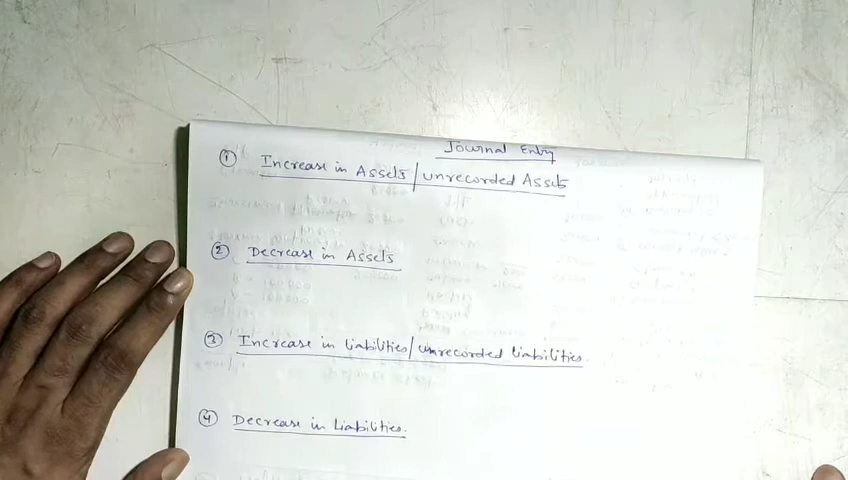 Journal Entry
① Increase in Assets/unrecorded Assets
② Decrease in Assets
③ Increase in liabilities/unrecorded liabilities.
④ Decrease in Liabilities.